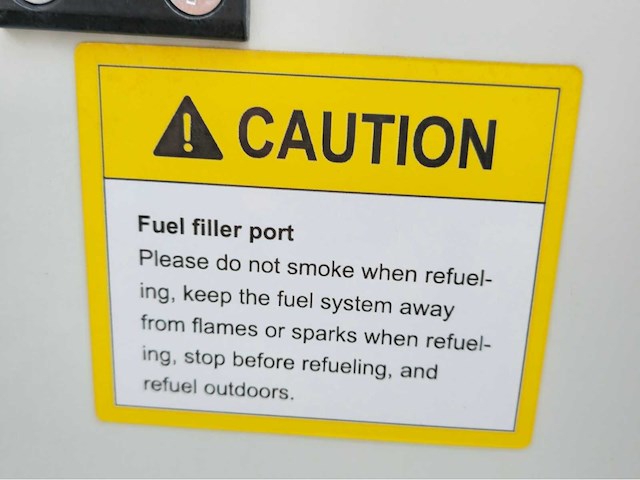 CAUTION
Fuel filler port
Please do not smoke when refuel-
ing, keep the fuel system away
from flames or sparks when refuel-
ing, stop before refueling, and
refuel outdoors.